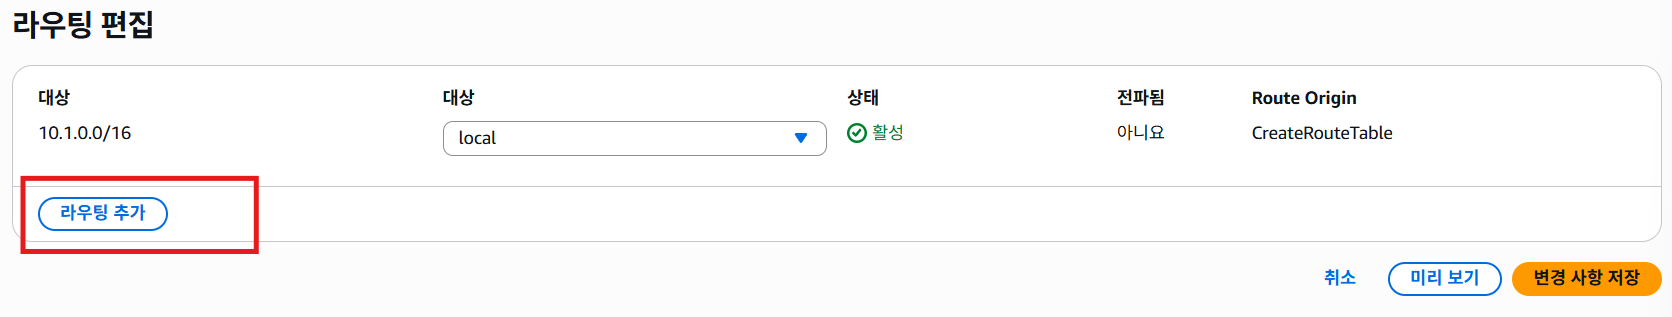 라우팅 편집
대상 대상 상태 전파됨 Route Origin
10.1.0.0/16 local 활성 아니요 CreateRouteTable
라우팅 추가
취소 미리 보기 변경 사항 저장